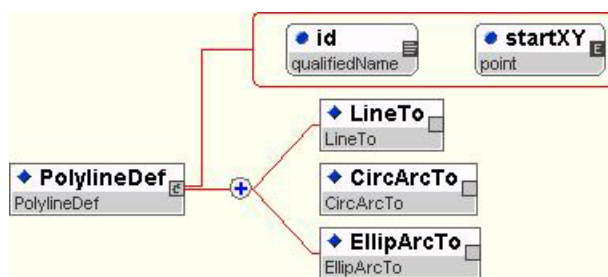 id
qualifiedName
startXY
E
point
LineTo
LineTo
PolylineDef
PolylineDef
CircArcTo
CircArcTo
EllipArcTo
EllipArcTo